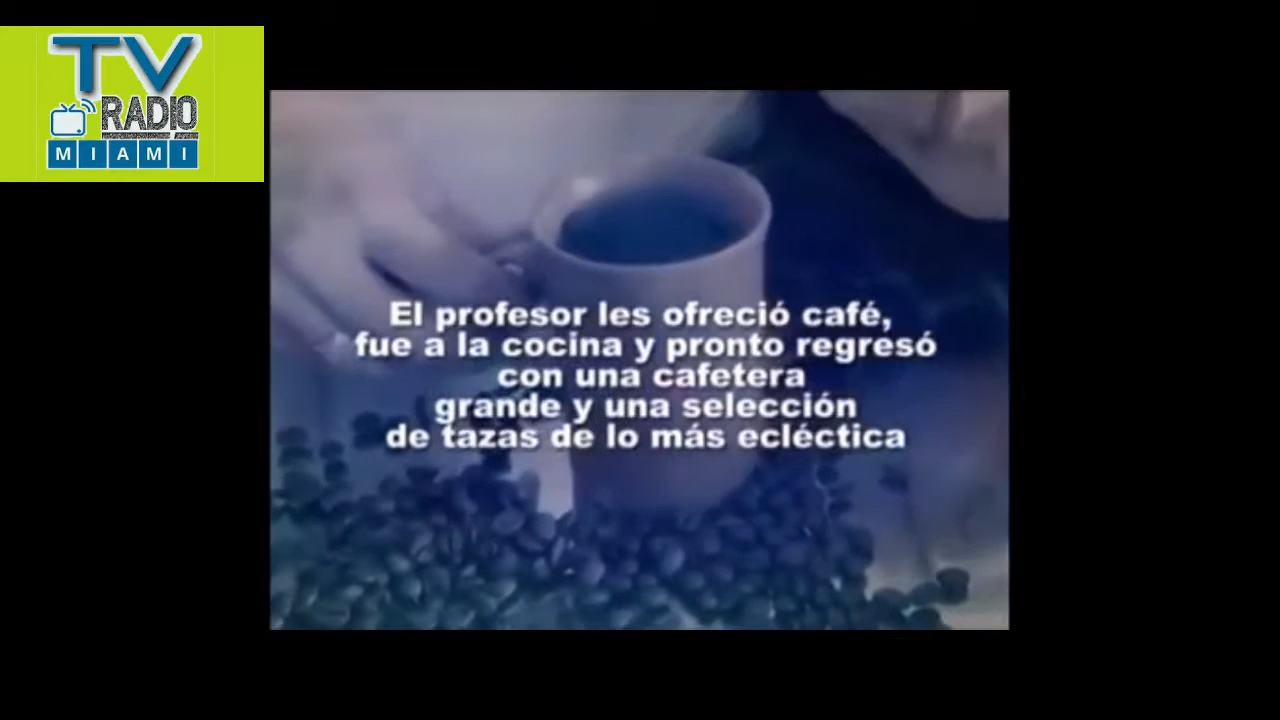 TV
RADIO
MIAMI
El profesor les ofreció café,
fue a la cocina y pronto regresó
con una cafetera
grande y una selección
de tazas de lo más ecléctica